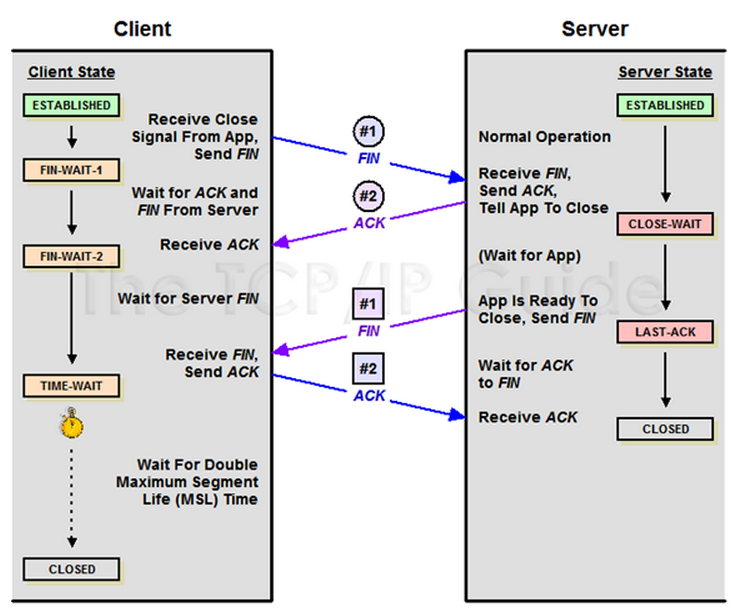 Client
Server
Client State
Server State
ESTABLISHED
ESTABLISHED
Receive Close
Signal From App,
Send FIN
#1
FIN
Normal Operation
FIN-WAIT-1
Receive FIN,
Send ACK,
Tell App To Close
Wait for ACK and
FIN From Server
#2
ACK
CLOSE-WAIT
Receive ACK
FIN-WAIT-2
(Wait for App)
The TCP/IP Guide
Wait for Server FIN
#1
FIN
App Is Ready To
Close, Send FIN
LAST-ACK
Receive FIN,
Send ACK
#2
ACK
Wait for ACK
to FIN
TIME-WAIT
Receive ACK
CLOSED
Wait For Double
Maximum Segment
Life (MSL) Time
CLOSED